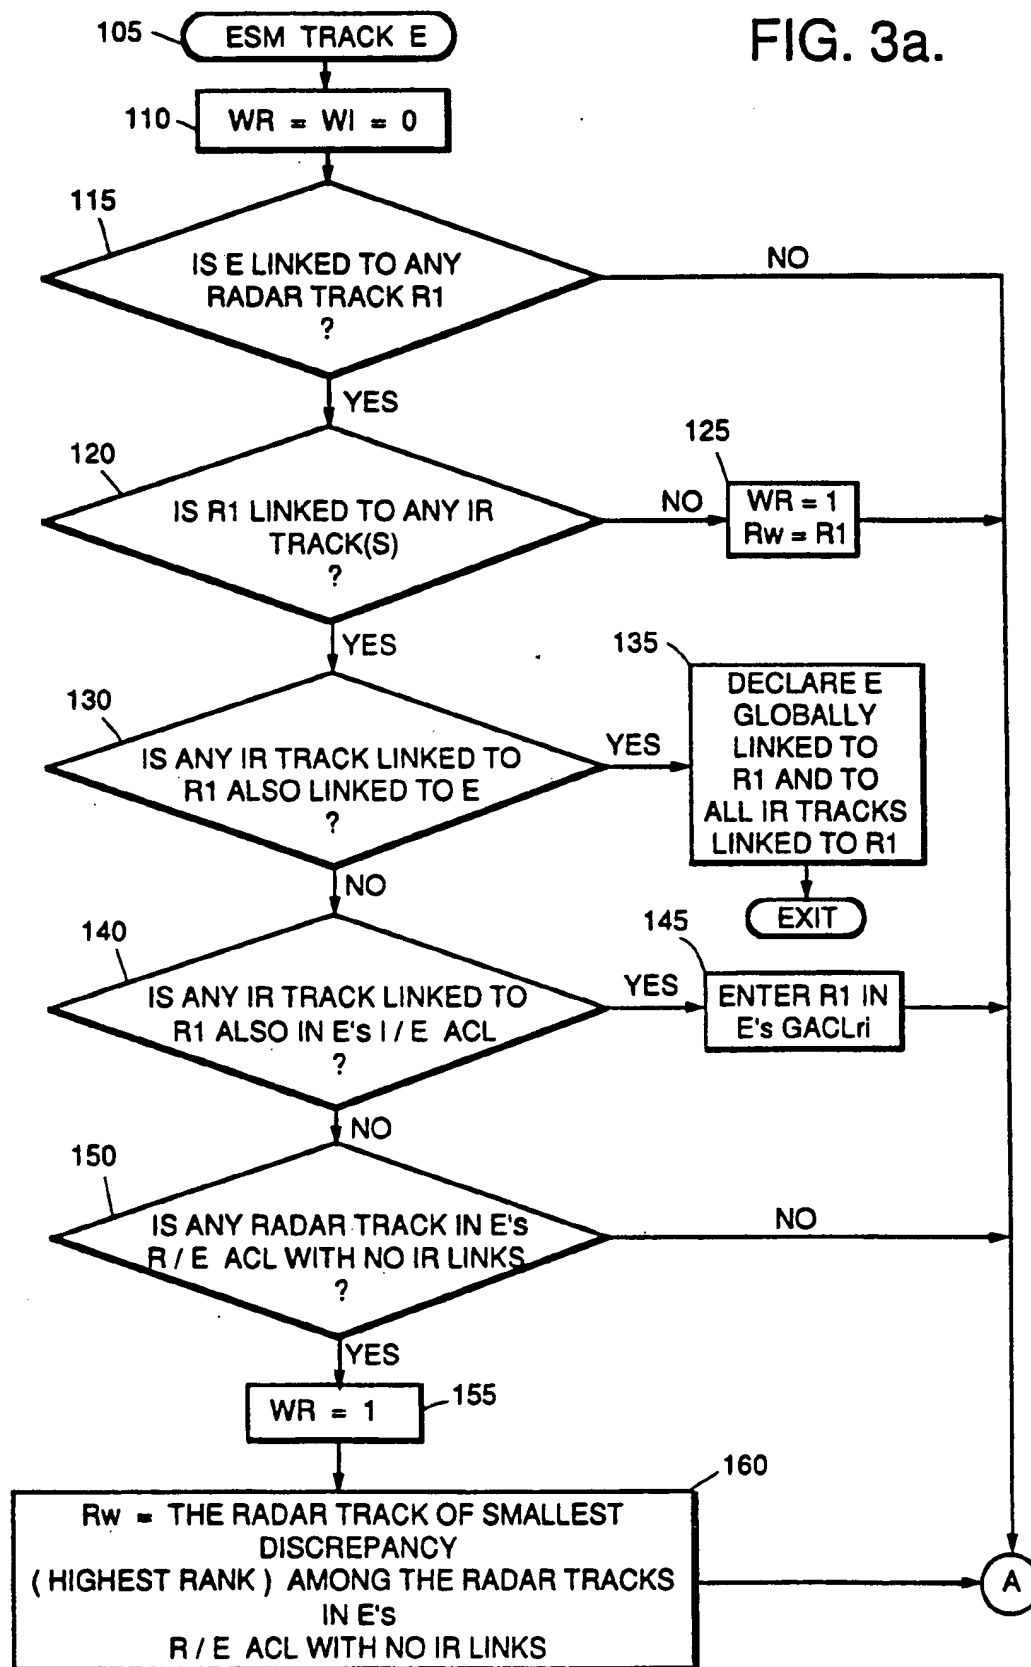 FIG. 3a.
105
ESM TRACK E
110
WR = WI = 0
115
IS E LINKED TO ANY
RADAR TRACK R1
?
NO
YES
120
IS R1 LINKED TO ANY IR
TRACK(S)
?
NO
125
WR = 1
Rw = R1
YES
130
IS ANY IR TRACK LINKED TO
R1 ALSO LINKED TO E
?
YES
135
DECLARE E
GLOBALLY
LINKED TO
R1 AND TO
ALL IR TRACKS
LINKED TO R1
EXIT
NO
140
IS ANY IR TRACK LINKED TO
R1 ALSO IN E's I / E ACL
?
YES
145
ENTER R1 IN
E's GACLri
NO
150
IS ANY RADAR TRACK IN E's
R / E ACL WITH NO IR LINKS
?
NO
YES
WR = 1
155
160
Rw = THE RADAR TRACK OF SMALLEST
DISCREPANCY
( HIGHEST RANK ) AMONG THE RADAR TRACKS
IN E's
R / E ACL WITH NO IR LINKS
A